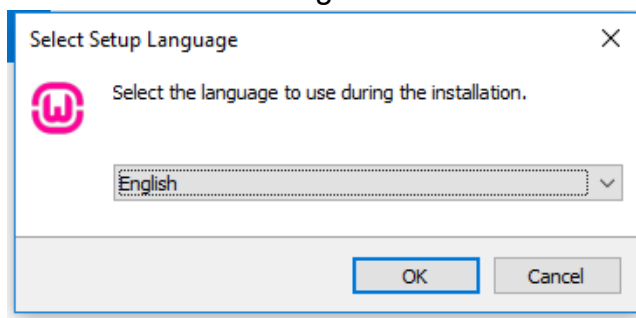 Select Setup Language
Select the language to use during the installation.
English
OK
Cancel